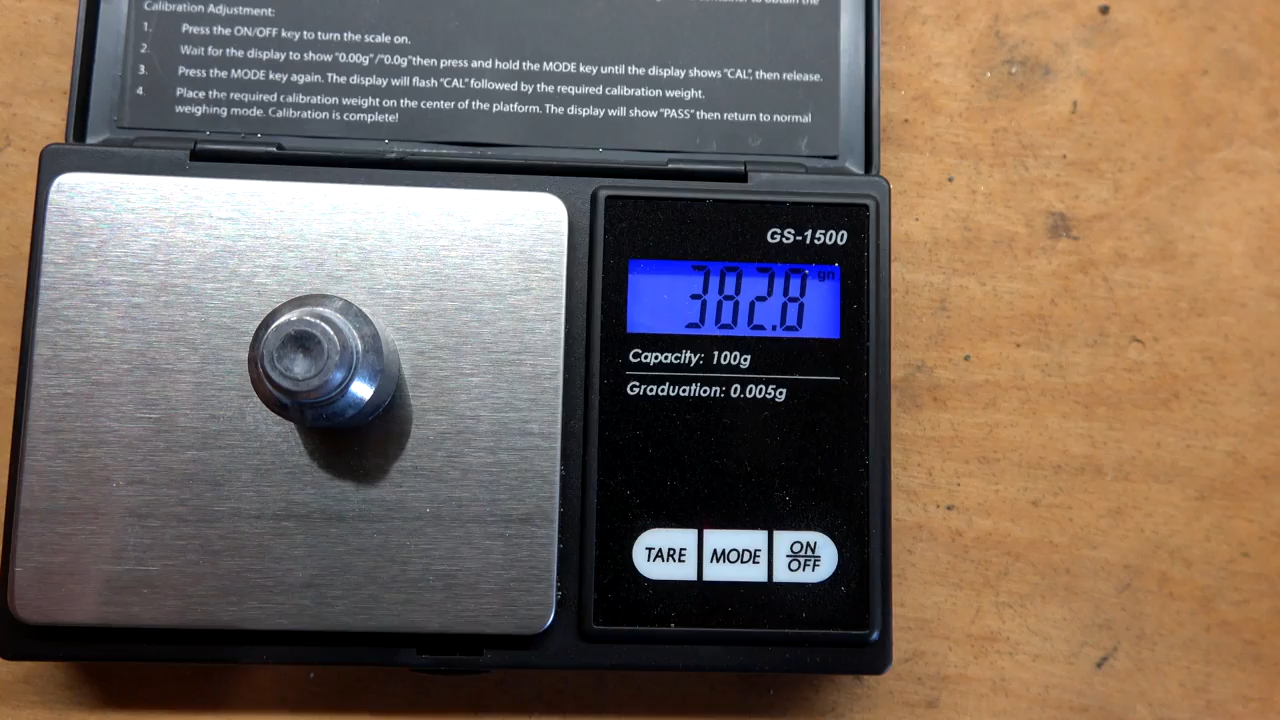 container to obtain the
Calibration Adjustment:
1. Press the ON/OFF key to turn the scale on.
2. Wait for the display to show "0.00g"/"0.0g"then press and hold the MODE key until the display shows "CAL", then release.
3. Press the MODE key again. The display will flash "CAL" followed by the required calibration weight.
4. Place the required calibration weight on the center of the platform. The display will show "PASS" then return to normal
weighing mode. Calibration is complete!
GS-1500
382.8 gn
Capacity: 100g
Graduation: 0.005g
TARE MODE ON
OFF